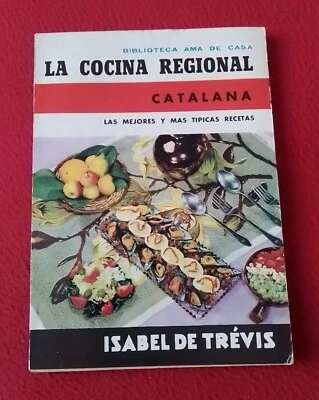 BIBLIOTECA AMA DE CASA
LA COCINA REGIONAL
CATALANA
LAS MEJORES Y MAS TIPICAS RECETAS
ISABEL DE TRÉVIS